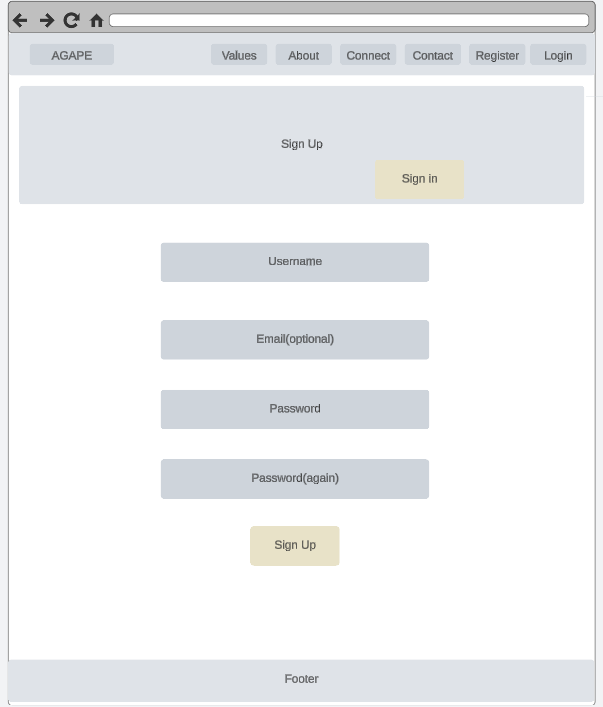 AGAPE
Values
About
Connect
Contact
Register
Login
Sign Up
Sign in
Username
Email(optional)
Password
Password(again)
Sign Up
Footer